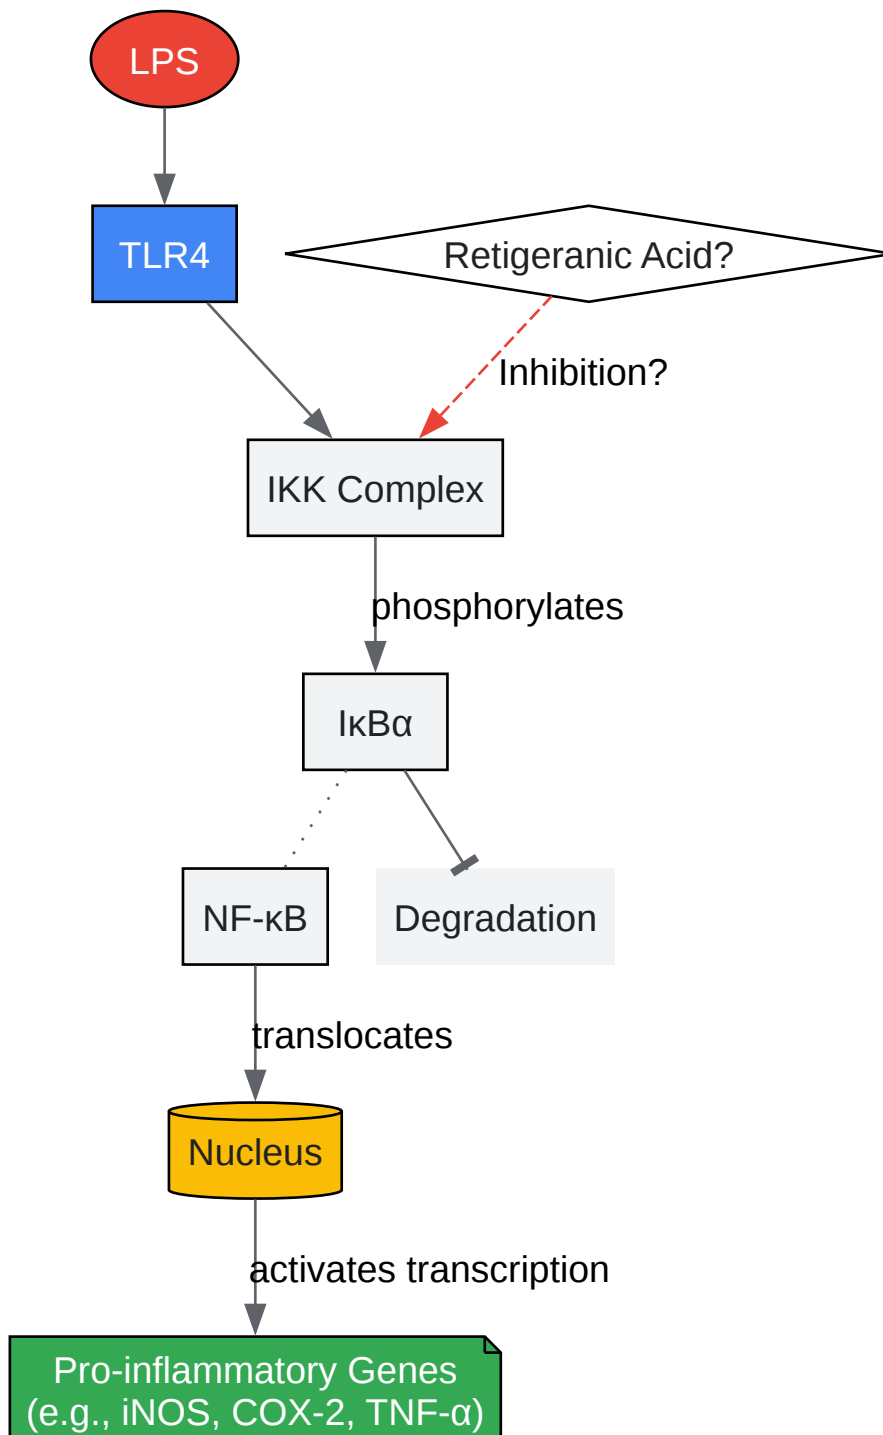 LPS
TLR4
Retigeranic Acid?
Inhibition?
IKK Complex
phosphorylates
IκBα
NF-κB
Degradation
translocates
Nucleus
activates transcription
Pro-inflammatory Genes
(e.g., iNOS, COX-2, TNF-α)